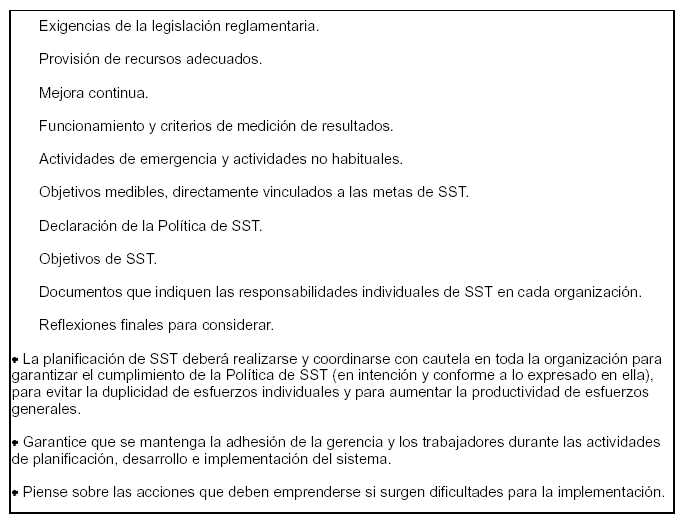 Exigencias de la legislación reglamentaria.
Provisión de recursos adecuados.
Mejora continua.
Funcionamiento y criterios de medición de resultados.
Actividades de emergencia y actividades no habituales.
Objetivos medibles, directamente vinculados a las metas de SST.
Declaración de la Política de SST.
Objetivos de SST.
Documentos que indiquen las responsabilidades individuales de SST en cada organización.
Reflexiones finales para considerar.
• La planificación de SST deberá realizarse y coordinarse con cautela en toda la organización para
garantizar el cumplimiento de la Política de SST (en intención y conforme a lo expresado en ella),
para evitar la duplicidad de esfuerzos individuales y para aumentar la productividad de esfuerzos
generales.
• Garantice que se mantenga la adhesión de la gerencia y los trabajadores durante las actividades
de planificación, desarrollo e implementación del sistema.
• Piense sobre las acciones que deben emprenderse si surgen dificultades para la implementación.